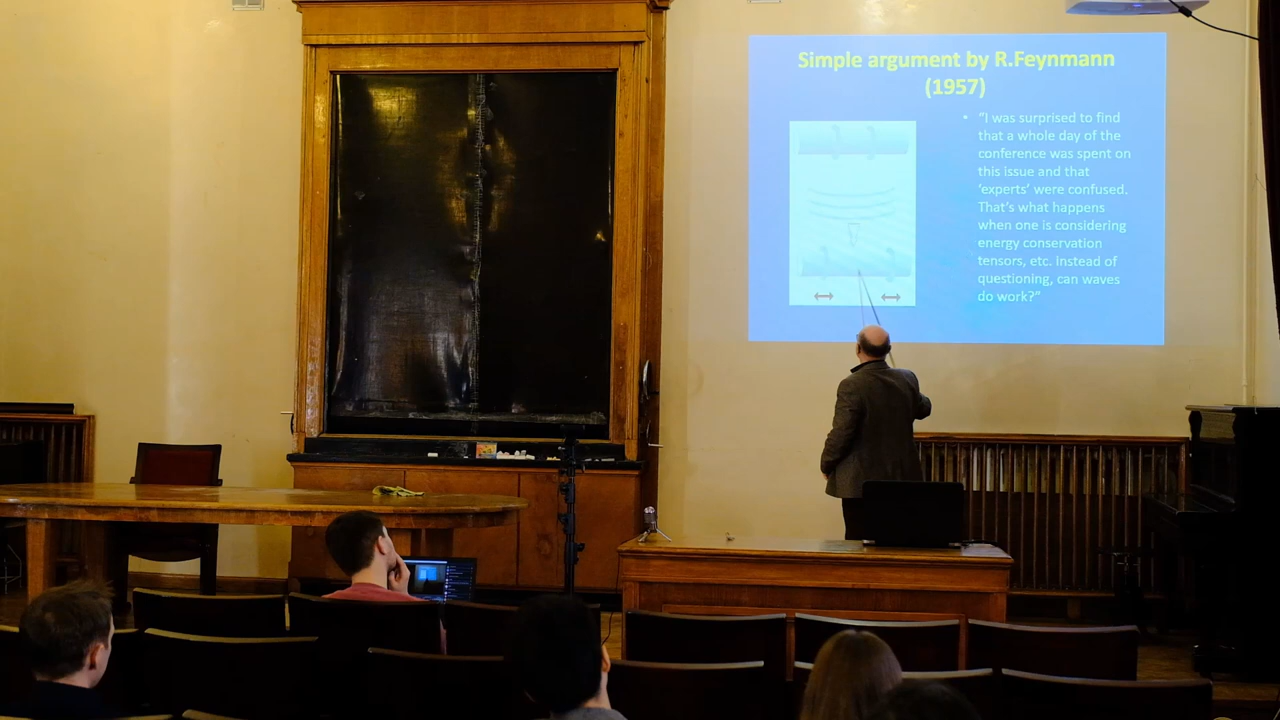 Simple argument by R.Feynmann
(1957)
• "I was surprised to find
that a whole day of the
conference was spent on
this issue and that
'experts' were confused.
That's what happens
when one is considering
energy conservation
tensors, etc. instead of
questioning, can waves
do work?"